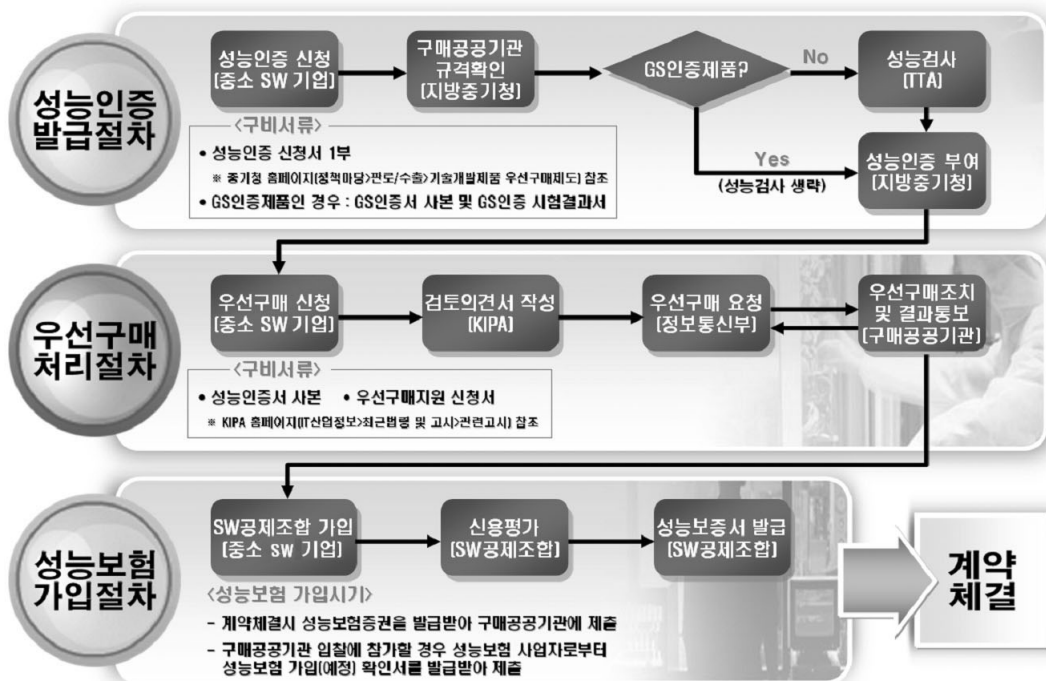 성능인증
발급절차
성능인증 신청
[중소 SW 기업]
구매공공기관
규격확인
[지방중기청]
GS인증제품?
No
성능검사
[TTA]
Yes
(성능검사 생략)
성능인증 부여
[지방중기청]
<구비서류>
• 성능인증 신청서 1부
※ 중기청 홈페이지(정책마당>판로/수출>기술개발제품 우선구매제도) 참조
• GS인증제품인 경우 : GS인증서 사본 및 GS인증 시험결과서
우선구매
처리절차
우선구매 신청
[중소 SW 기업]
검토의견서 작성
[KIPA]
우선구매 요청
[정보통신부]
우선구매조치
및 결과통보
[구매공공기관]
<구비서류>
• 성능인증서 사본 • 우선구매지원 신청서
※ KIPA 홈페이지(IT산업정보>최근법령 및 고시>관련고시) 참조
성능보험
가입절차
SW공제조합 가입
[중소 SW 기업]
신용평가
[SW공제조합]
성능보증서 발급
[SW공제조합]
<성능보험 가입시기>
- 계약체결시 성능보험증권을 발급받아 구매공공기관에 제출
- 구매공공기관 입찰에 참가할 경우 성능보험 사업자로부터
성능보험 가입(예정) 확인서를 발급받아 제출
계약
체결